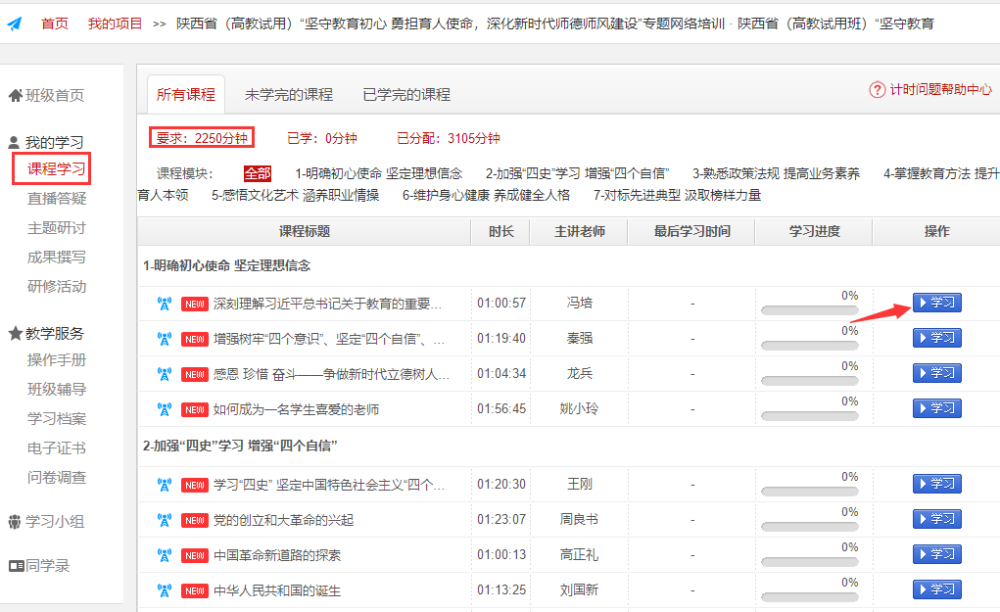 首页 我的项目 >> 陕西省（高教试用）“坚守教育初心 勇担育人使命，深化新时代师德师风建设”专题网络培训 · 陕西省（高教试用班）“坚守教育
班级首页
我的学习
课程学习
直播答疑
主题研讨
成果撰写
研修活动
教学服务
操作手册
班级辅导
学习档案
电子证书
问卷调查
学习小组
同学录
所有课程 未学完的课程 已学完的课程 ? 计时问题帮助中心
要求：2250分钟 已学：0分钟 已分配：3105分钟
课程模块： 全部 1-明确初心使命 坚定理想信念 2-加强“四史”学习 增强“四个自信” 3-熟悉政策法规 提高业务素养 4-掌握教育方法 提升
育人本领 5-感悟文化艺术 涵养职业情操 6-维护身心健康 养成健全人格 7-对标先进典型 汲取榜样力量
课程标题 时长 主讲老师 最后学习时间 学习进度 操作
1-明确初心使命 坚定理想信念
NEW 深刻理解习近平总书记关于教育的重要... 01:00:57 冯培 - 0% 学习
NEW 增强树牢“四个意识”、坚定“四个自信”、... 01:19:40 秦强 - 0% 学习
NEW 感恩 珍惜 奋斗——争做新时代立德树人... 01:04:34 龙兵 - 0% 学习
NEW 如何成为一名学生喜爱的老师 01:56:45 姚小玲 - 0% 学习
2-加强“四史”学习 增强“四个自信”
NEW 学习“四史” 坚定中国特色社会主义“四个... 01:20:30 王刚 - 0% 学习
NEW 党的创立和大革命的兴起 01:23:07 周良书 - 0% 学习
NEW 中国革命新道路的探索 01:00:13 高正礼 - 0% 学习
NEW 中华人民共和国的诞生 01:13:25 刘国新 - 0% 学习